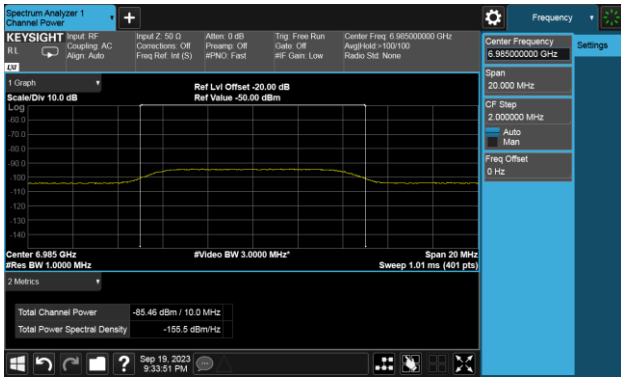 Spectrum Analyzer 1
Channel Power
Frequency
KEYSIGHT
RL
LXI
Input: RF
Coupling: AC
Align: Auto
Input Z: 50 Ω
Corrections: Off
Freq Ref: Int (S)
Atten: 0 dB
Preamp: Off
#PNO: Fast
Trig: Free Run
Gate: Off
#IF Gain: Low
Center Freq: 6.985000000 GHz
Avg|Hold:>100/100
Radio Std: None
Center Frequency
6.985000000 GHz
Settings
Span
20.000 MHz
CF Step
2.000000 MHz
Auto
Man
Freq Offset
0 Hz
1 Graph
Scale/Div 10.0 dB
Ref Lvl Offset -20.00 dB
Ref Value -50.00 dBm
Log
-60.0
-70.0
-80.0
-90.0
-100
-110
-120
-130
-140
Center 6.985 GHz
#Res BW 1.0000 MHz
#Video BW 3.0000 MHz*
Span 20 MHz
Sweep 1.01 ms (401 pts)
2 Metrics
Total Channel Power -85.46 dBm / 10.0 MHz
Total Power Spectral Density -155.5 dBm/Hz
?
Sep 19, 2023
9:33:51 PM